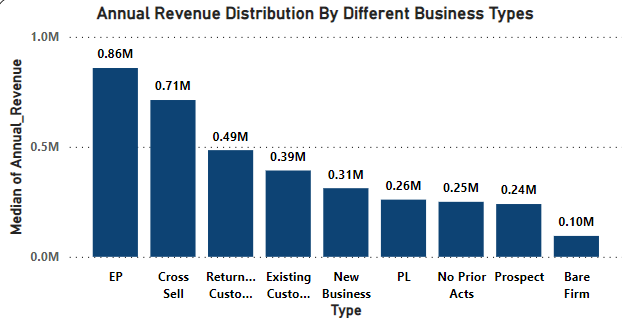 Annual Revenue Distribution By Different Business Types
Median of Annual_Revenue
1.0M
0.5M
0.0M
0.86M
0.71M
0.49M
0.39M
0.31M
0.26M
0.25M
0.24M
0.10M
EP
Cross
Sell
Return...
Custo...
Existing
Custo...
New
Business
PL
No Prior
Acts
Prospect
Bare
Firm
Type